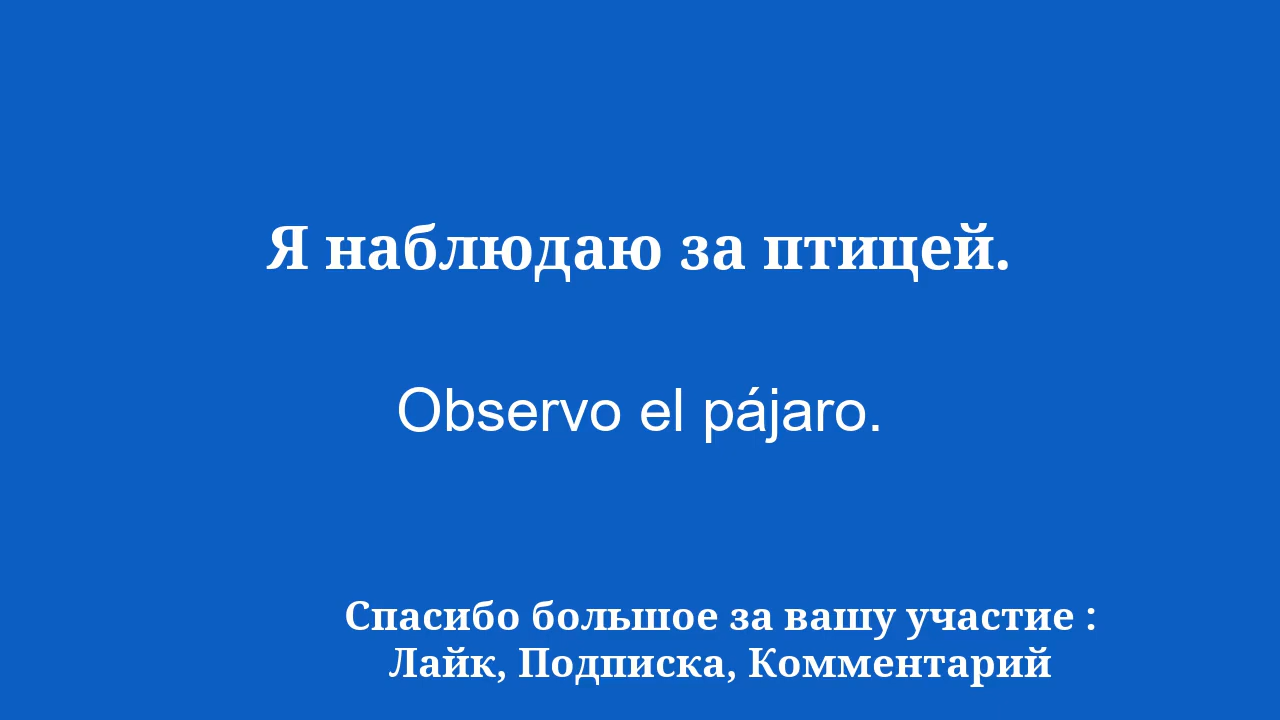 Я наблюдаю за птицей.
Observo el pájaro.
Спасибо большое за вашу участие :
Лайк, Подписка, Комментарий